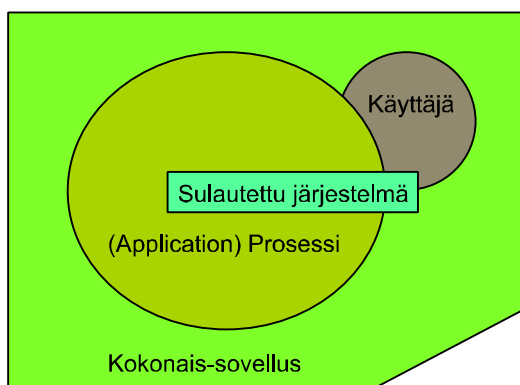 Käyttäjä
Sulautettu järjestelmä
(Application) Prosessi
Kokonais-sovellus